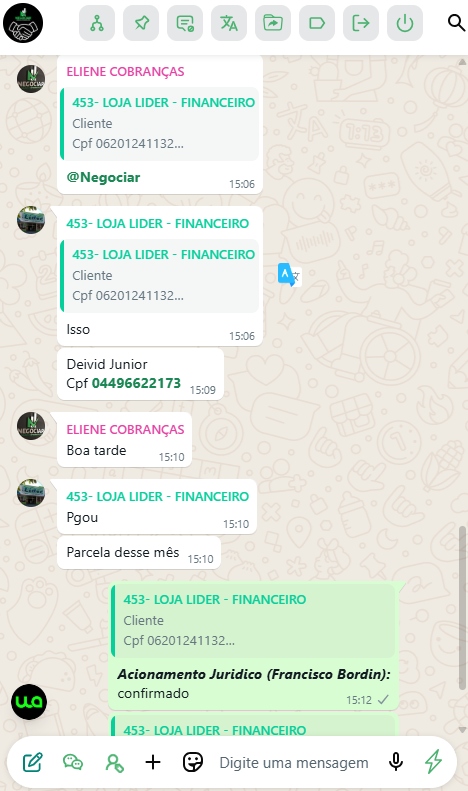 ELIENE COBRANÇAS
453- LOJA LIDER - FINANCEIRO
Cliente
Cpf 06201241132...
@Negociar
15:06
453- LOJA LIDER - FINANCEIRO
453- LOJA LIDER - FINANCEIRO
Cliente
Cpf 06201241132...
Isso
15:06
Deivid Junior
Cpf 04496622173 15:09
ELIENE COBRANÇAS
Boa tarde
15:10
453- LOJA LIDER - FINANCEIRO
Pgou
15:10
Parcela desse mês 15:10
453- LOJA LIDER - FINANCEIRO
Cliente
Cpf 06201241132...
Acionamento Juridico (Francisco Bordin):
confirmado
15:12
453- LOJA LIDER - FINANCEIRO
Digite uma mensagem